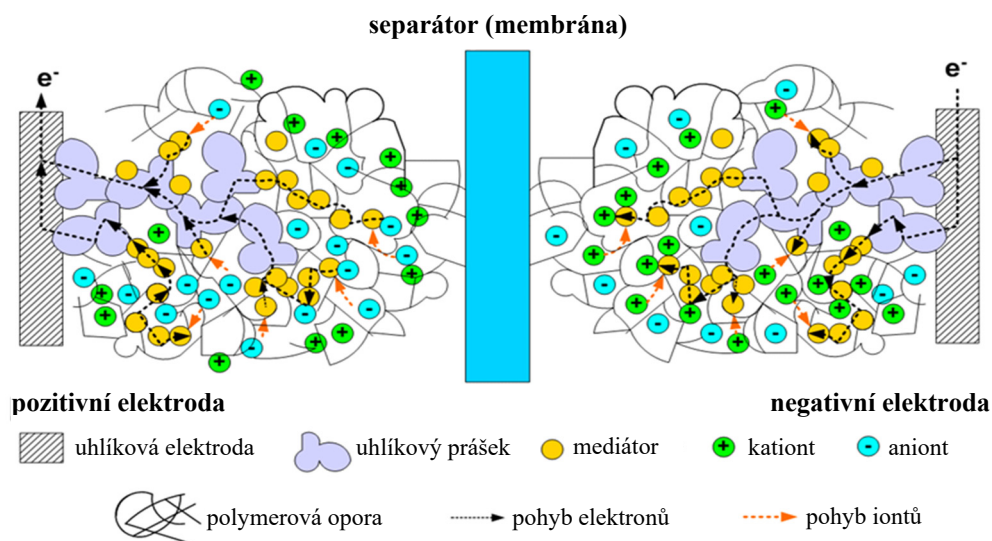 separátor (membrána)
e-
e-
pozitivní elektroda
negativní elektroda
uhlíková elektroda
uhlíkový prášek
mediátor
kationt
aniont
polymerová opora
pohyb elektronů
pohyb iontů